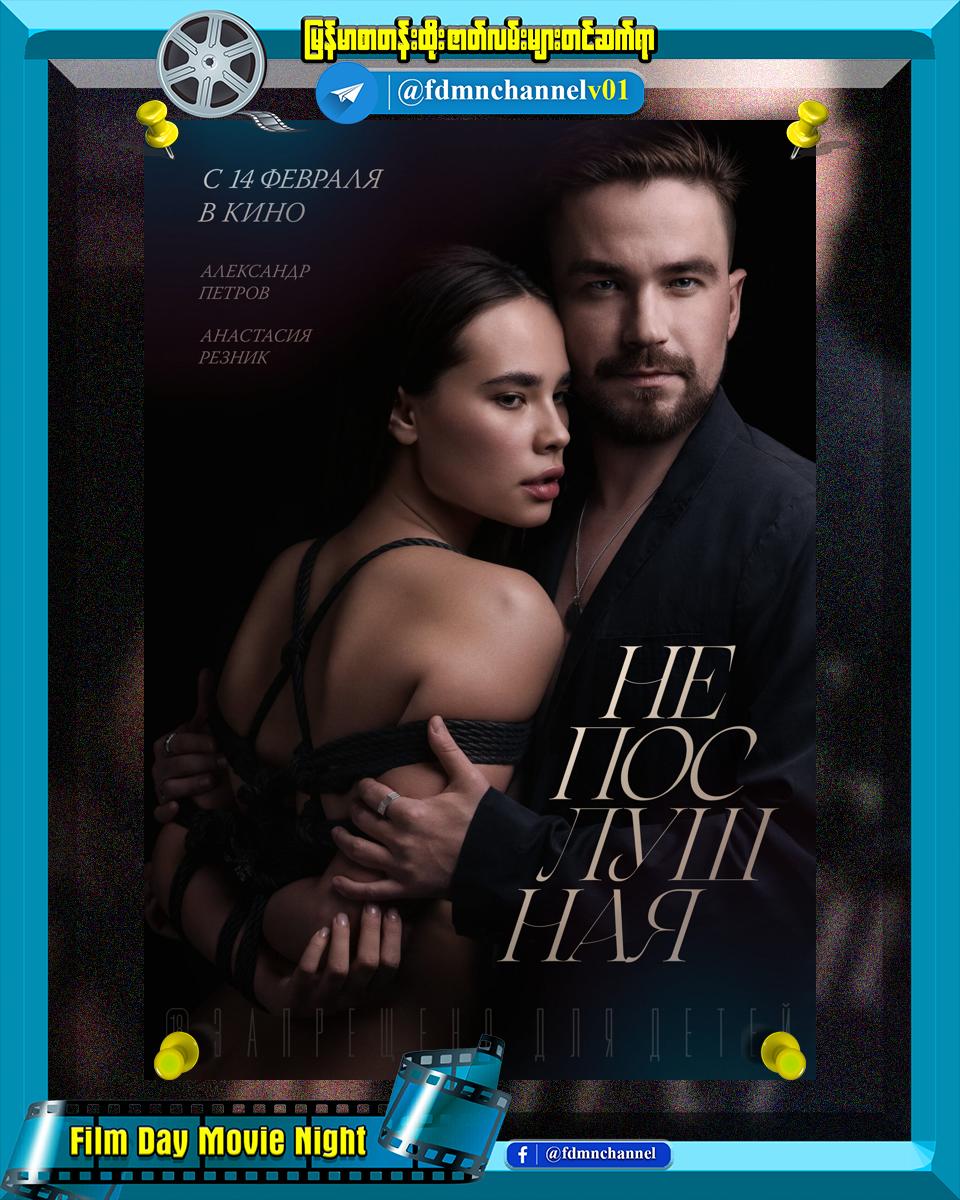 မြန်မာစာတန်းထိုးဇာတ်လမ်းများတင်ဆက်ရာ
@fdmnchannelv01
С 14 ФЕВРАЛЯ
В КИНО
АЛЕКСАНДР
ПЕТРОВ
АНАСТАСИЯ
РЕЗНИК
НЕ
ПОС
ЛУШ
НАЯ
ЗАПРЕЩЕНО ДЛЯ ДЕТЕЙ
Film Day Movie Night
@fdmnchannel